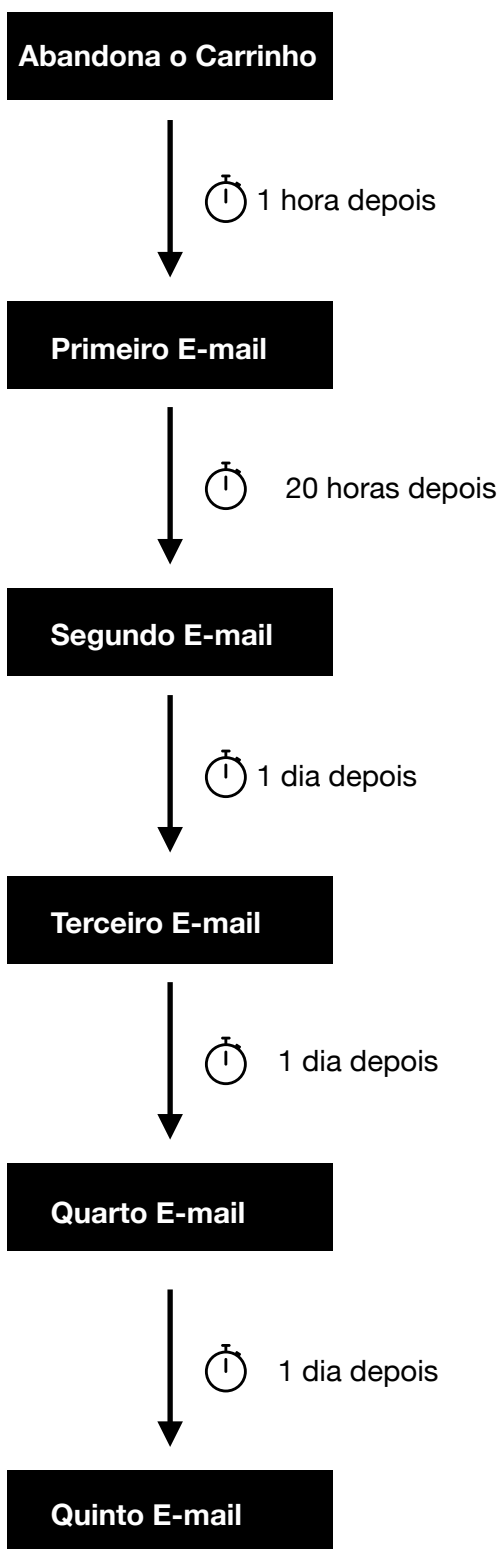 Abandona o Carrinho
1 hora depois
Primeiro E-mail
20 horas depois
Segundo E-mail
1 dia depois
Terceiro E-mail
1 dia depois
Quarto E-mail
1 dia depois
Quinto E-mail